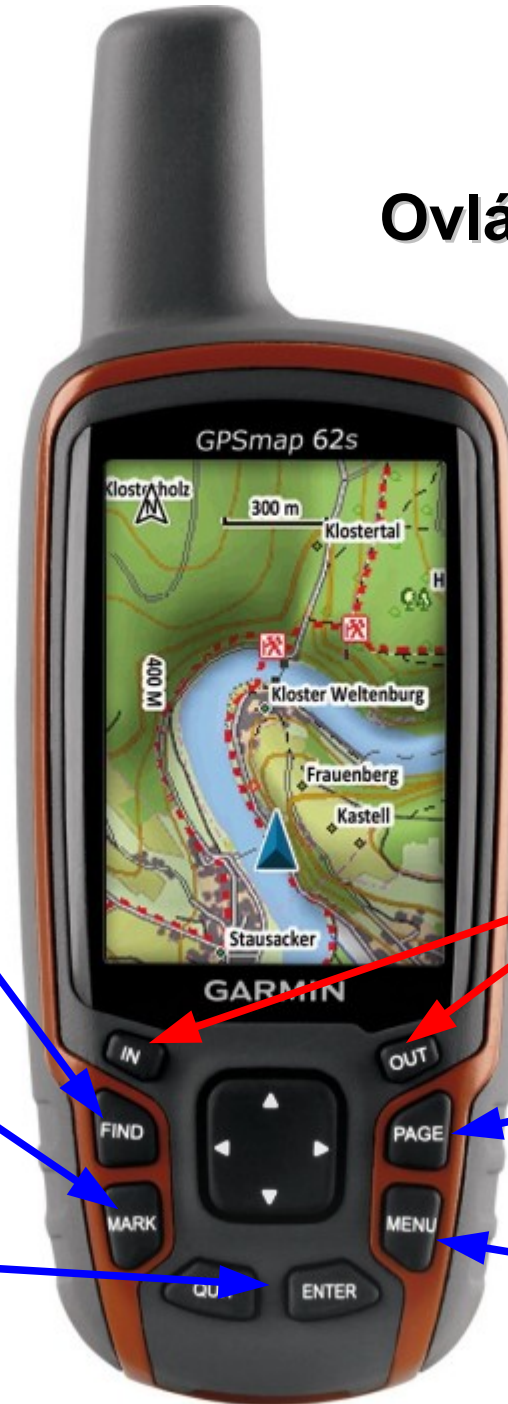 Ovlá
GPSmap 62s
Klosterholz
N
300 m
Klostertal
H
400 M
Kloster Weltenburg
Frauenberg
Kastell
Stausacker
GARMIN
IN
OUT
FIND
PAGE
MARK
MENU
ENTER